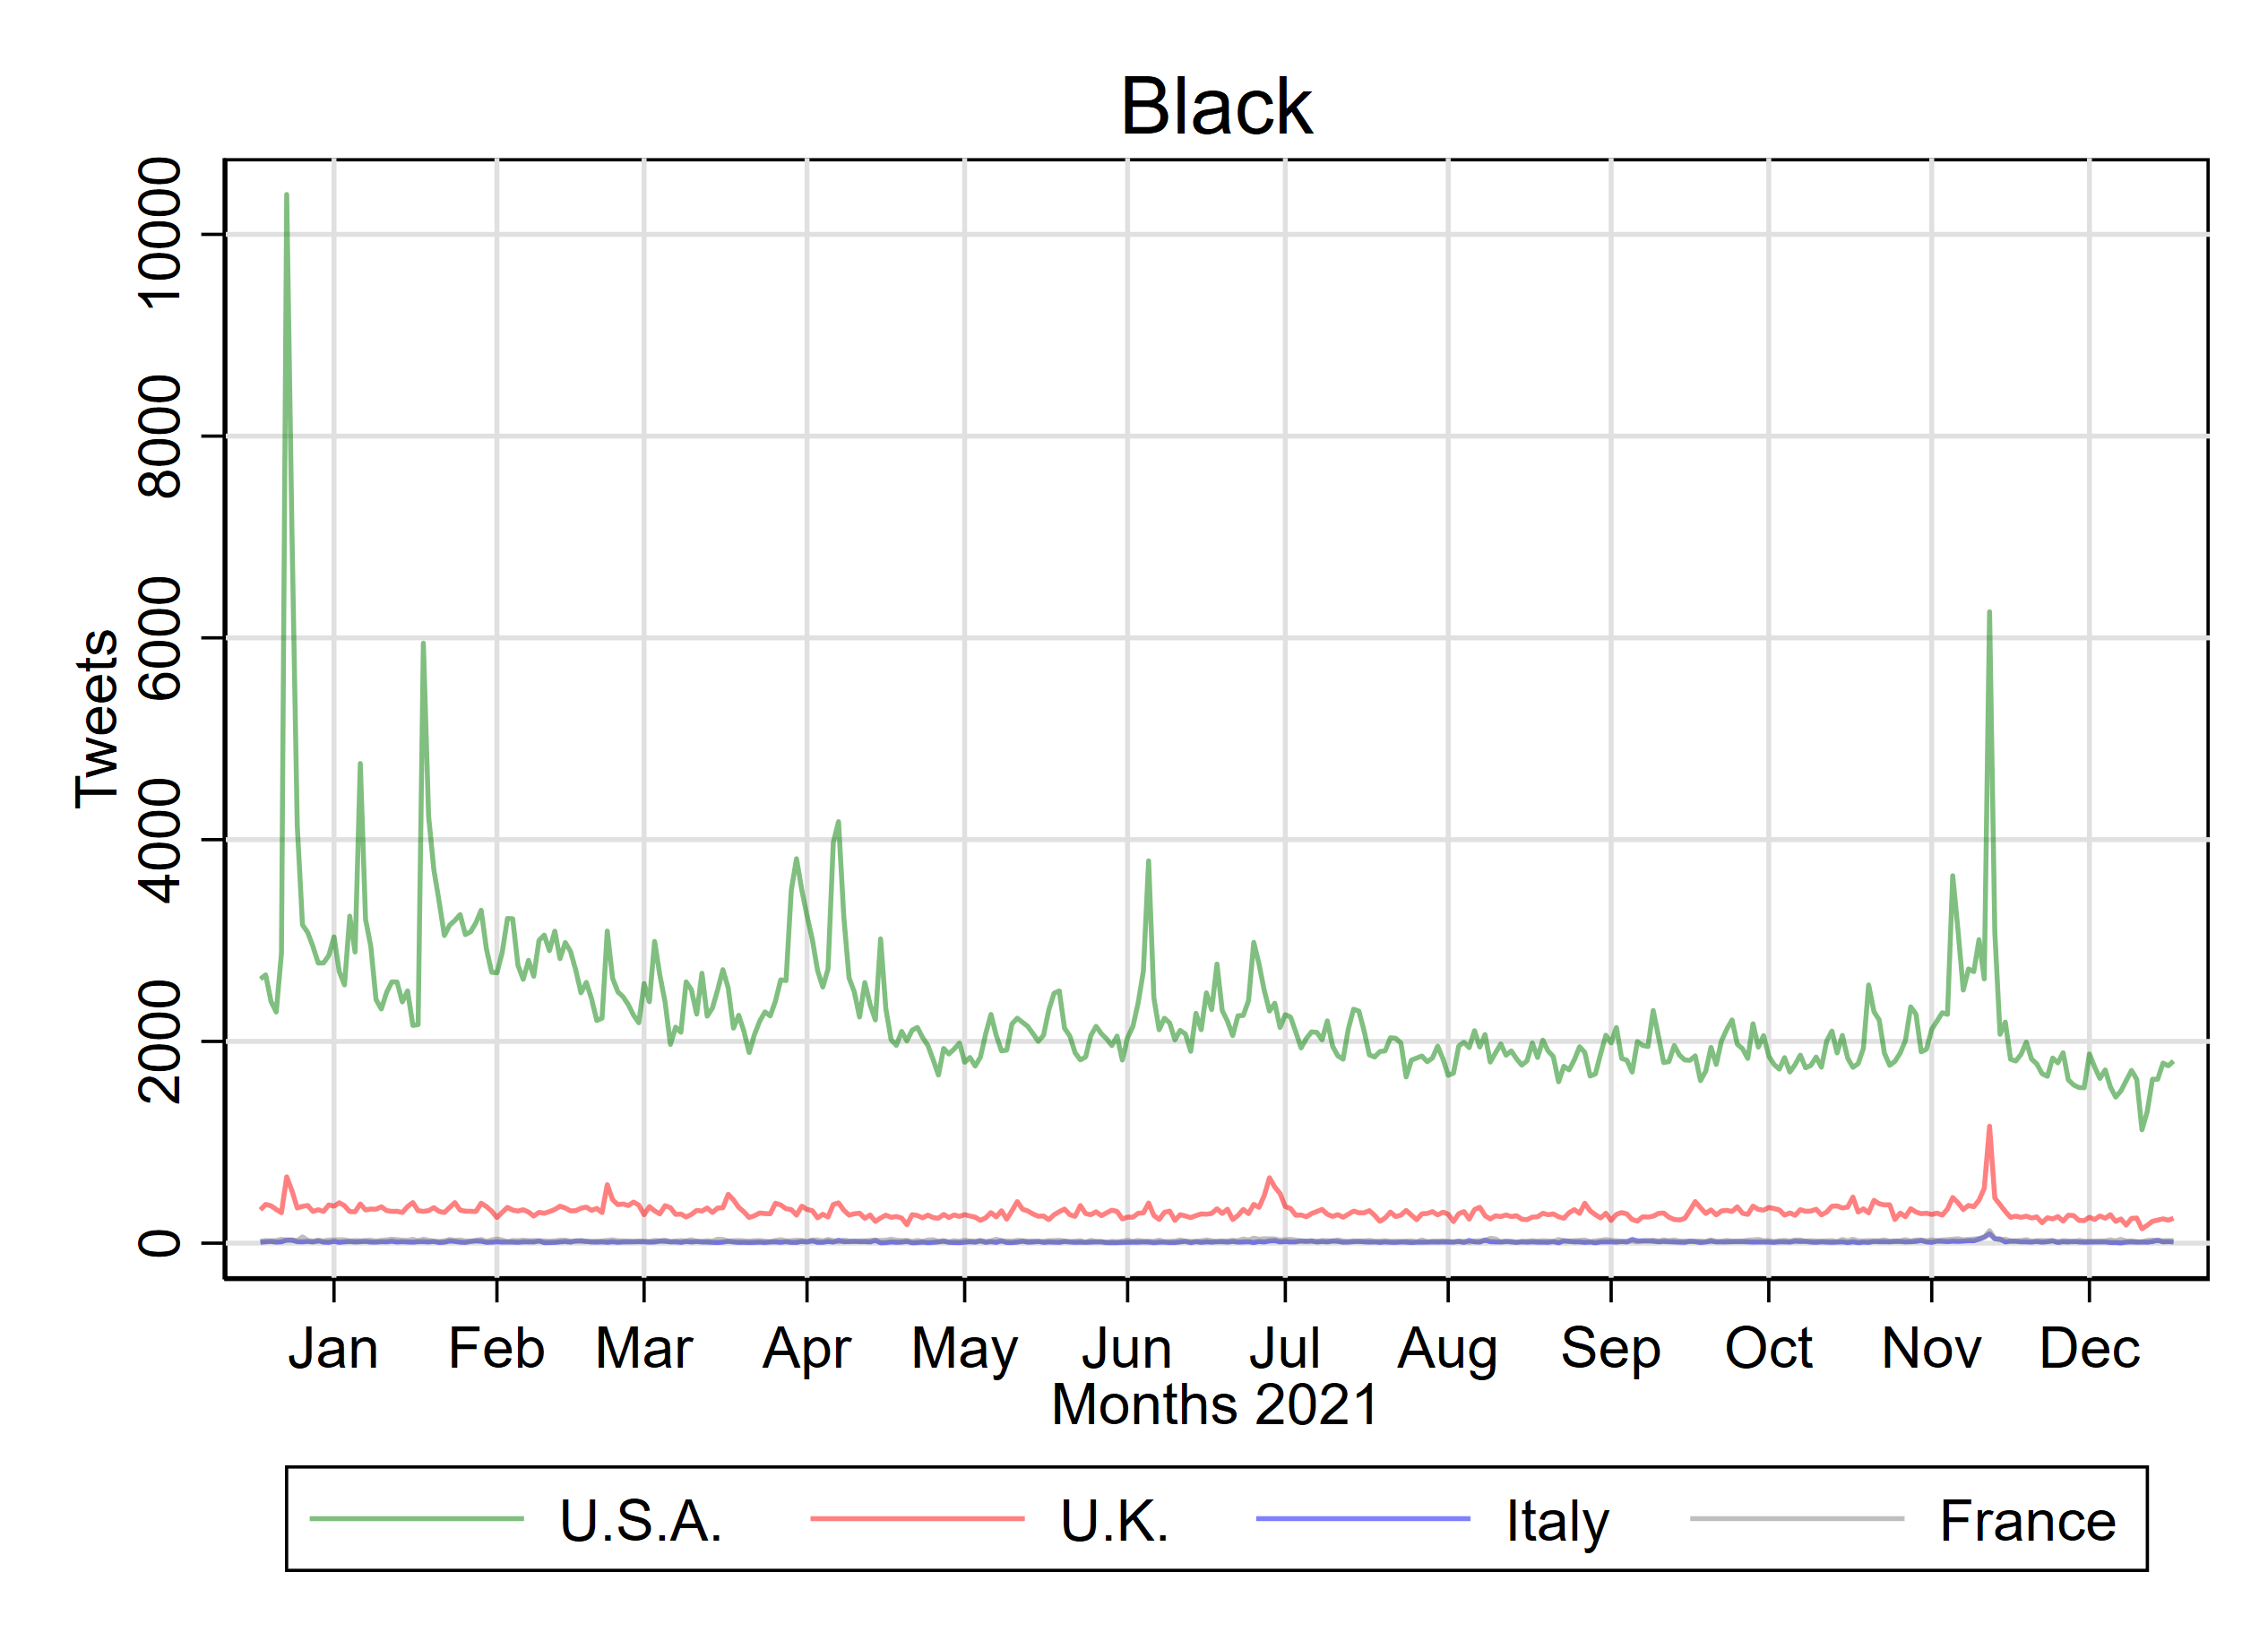 Black
Tweets
10000
8000
6000
4000
2000
0
Jan Feb Mar Apr May Jun Jul Aug Sep Oct Nov Dec
Months 2021
U.S.A. U.K. Italy France